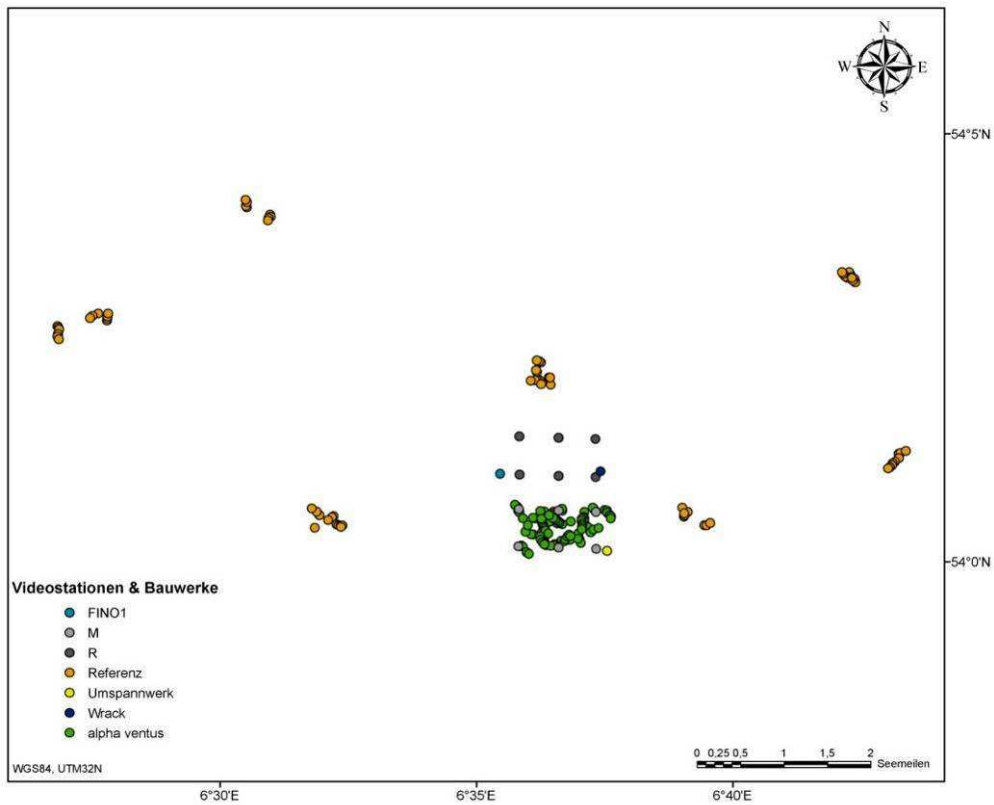 N
W E
S
54°5'N
54°0'N
Videostationen & Bauwerke
FINO1
M
R
Referenz
Umspannwerk
Wrack
alpha ventus
WGS84, UTM32N
0 0,25 0,5 1 1,5 2
Seemeilen
6°30'E 6°35'E 6°40'E